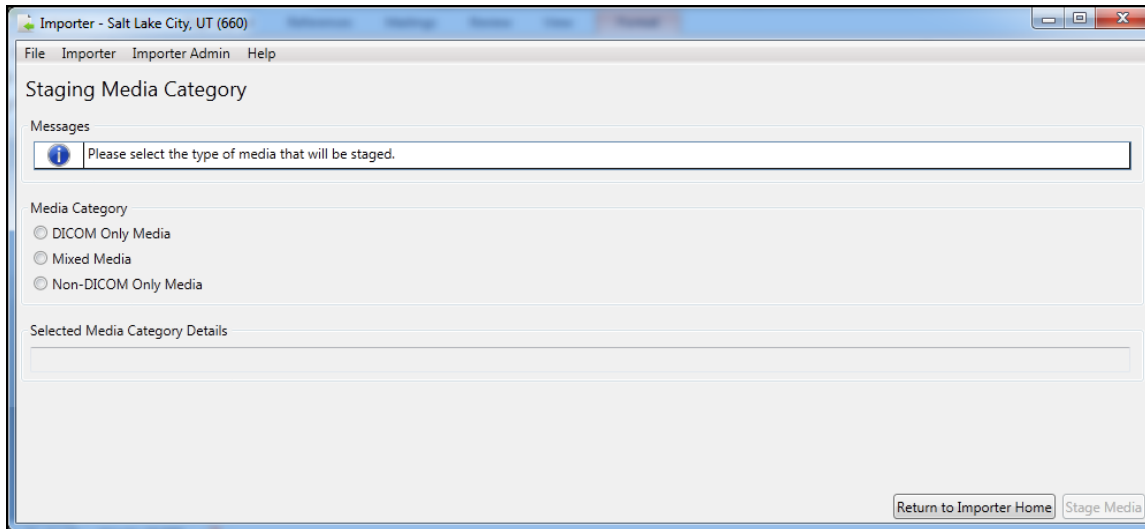 Importer - Salt Lake City, UT (660)
File Importer Importer Admin Help
Staging Media Category
Messages
Please select the type of media that will be staged.
Media Category
DICOM Only Media
Mixed Media
Non-DICOM Only Media
Selected Media Category Details
Return to Importer Home Stage Media